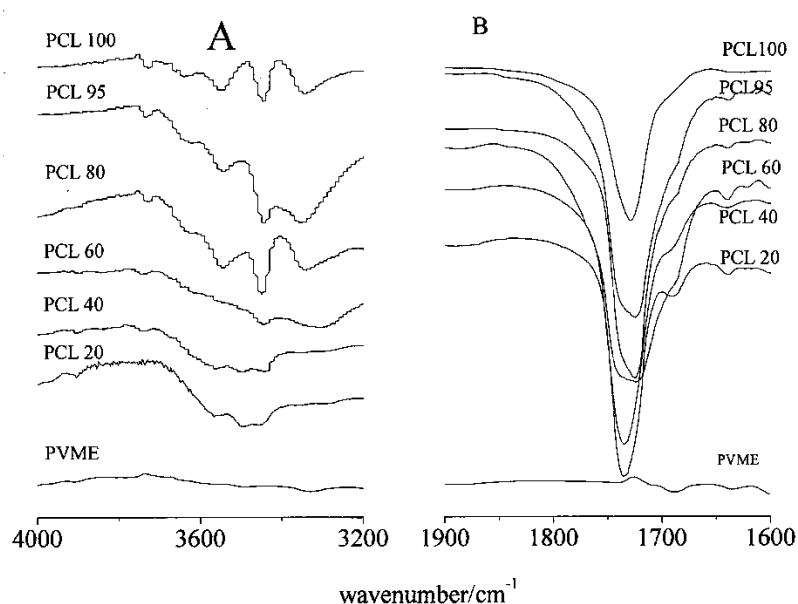 A
PCL 100
PCL 95
PCL 80
PCL 60
PCL 40
PCL 20
PVME
4000
3600
3200
B
PCL100
PCL95
PCL 80
PCL 60
PCL 40
PCL 20
PVME
1900
1800
1700
1600
wavenumber/cm⁻¹